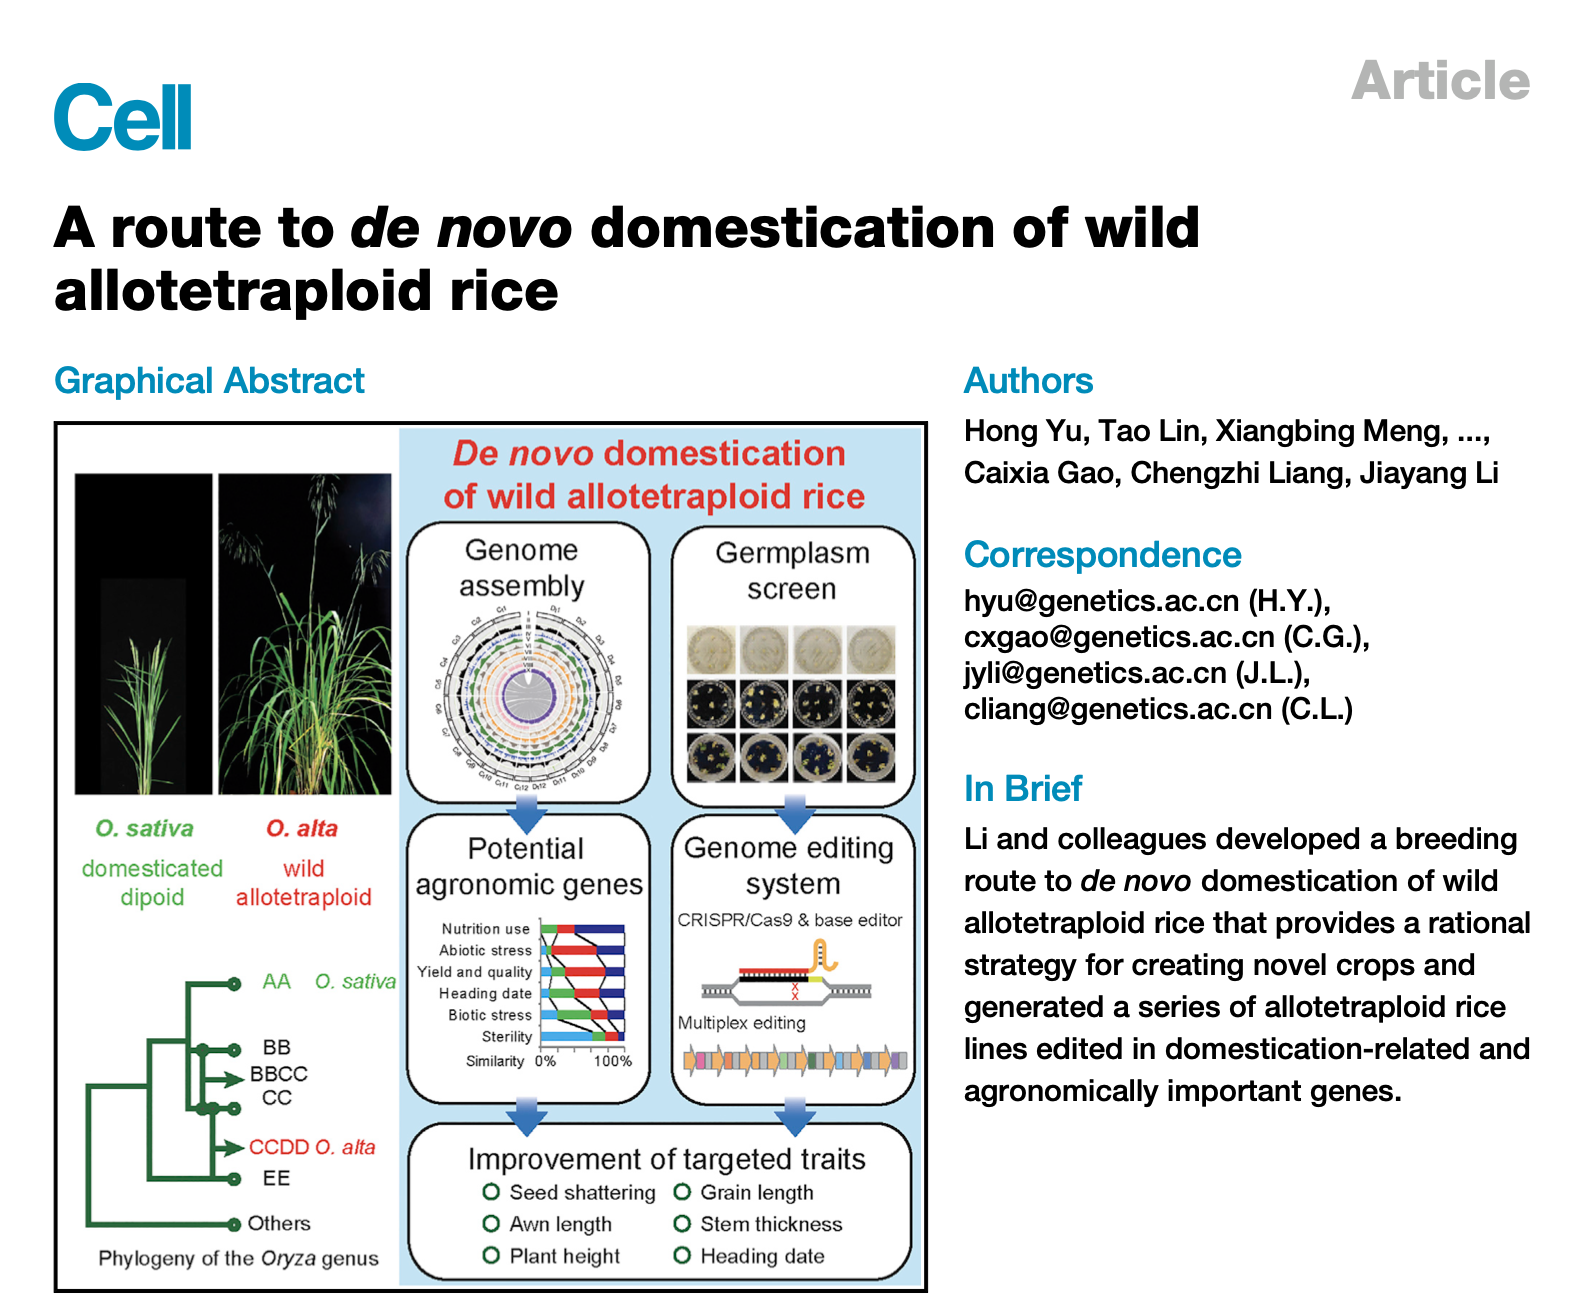 Article
Cell
A route to de novo domestication of wild
allotetraploid rice
Graphical Abstract
De novo domestication
of wild allotetraploid rice
O. sativa
domesticated
dipoid
O. alta
wild
allotetraploid
AA O. sativa
BB
BBCC
CC
CCDD O. alta
EE
Others
Phylogeny of the Oryza genus
Genome
assembly
Germplasm
screen
Potential
agronomic genes
Nutrition use
Abiotic stress
Yield and quality
Heading date
Biotic stress
Sterility
Similarity 0% 100%
Genome editing
system
CRISPR/Cas9 & base editor
X
X
Multiplex editing
Improvement of targeted traits
Seed shattering
Grain length
Awn length
Stem thickness
Plant height
Heading date
Authors
Hong Yu, Tao Lin, Xiangbing Meng, ...,
Caixia Gao, Chengzhi Liang, Jiayang Li
Correspondence
hyu@genetics.ac.cn (H.Y.),
cxgao@genetics.ac.cn (C.G.),
jyli@genetics.ac.cn (J.L.),
cliang@genetics.ac.cn (C.L.)
In Brief
Li and colleagues developed a breeding
route to de novo domestication of wild
allotetraploid rice that provides a rational
strategy for creating novel crops and
generated a series of allotetraploid rice
lines edited in domestication-related and
agronomically important genes.